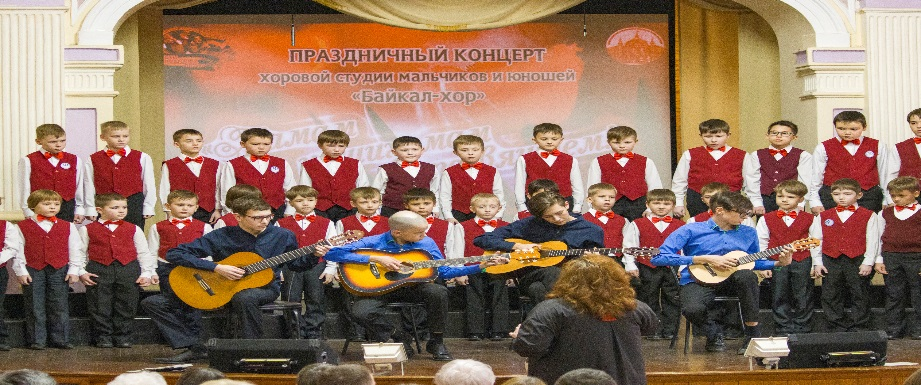 ПРАЗДНИЧНЫЙ КОНЦЕРТ
хоровой студии мальчиков и юношей
«Байкал-хор»